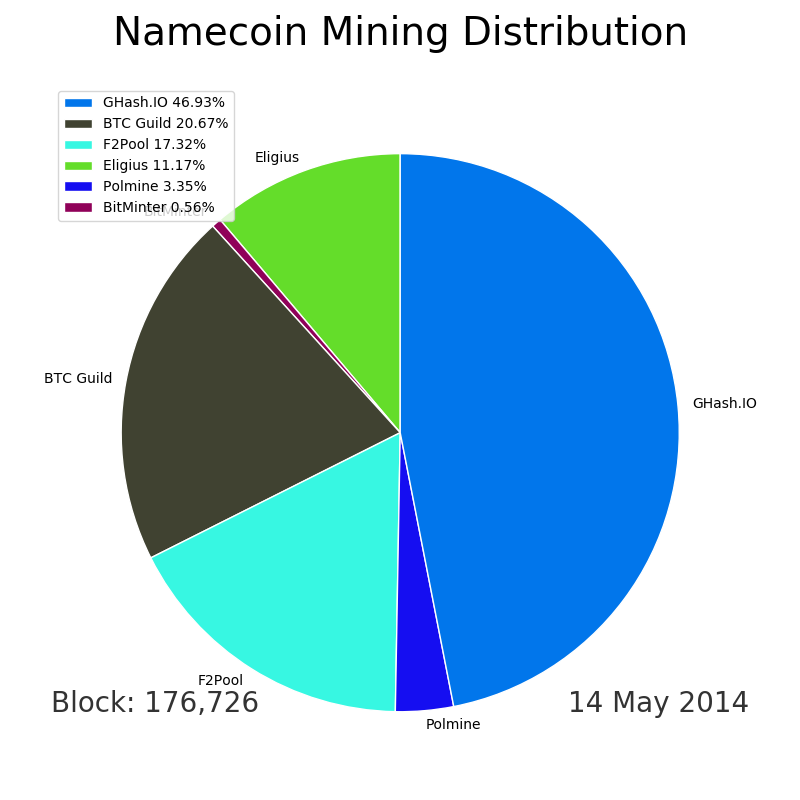 Namecoin Mining Distribution
GHash.IO 46.93%
BTC Guild 20.67%
F2Pool 17.32%
Eligius 11.17%
Polmine 3.35%
BitMinter 0.56%
Eligius
BitMinter
BTC Guild
GHash.IO
F2Pool
Polmine
Block: 176,726
14 May 2014